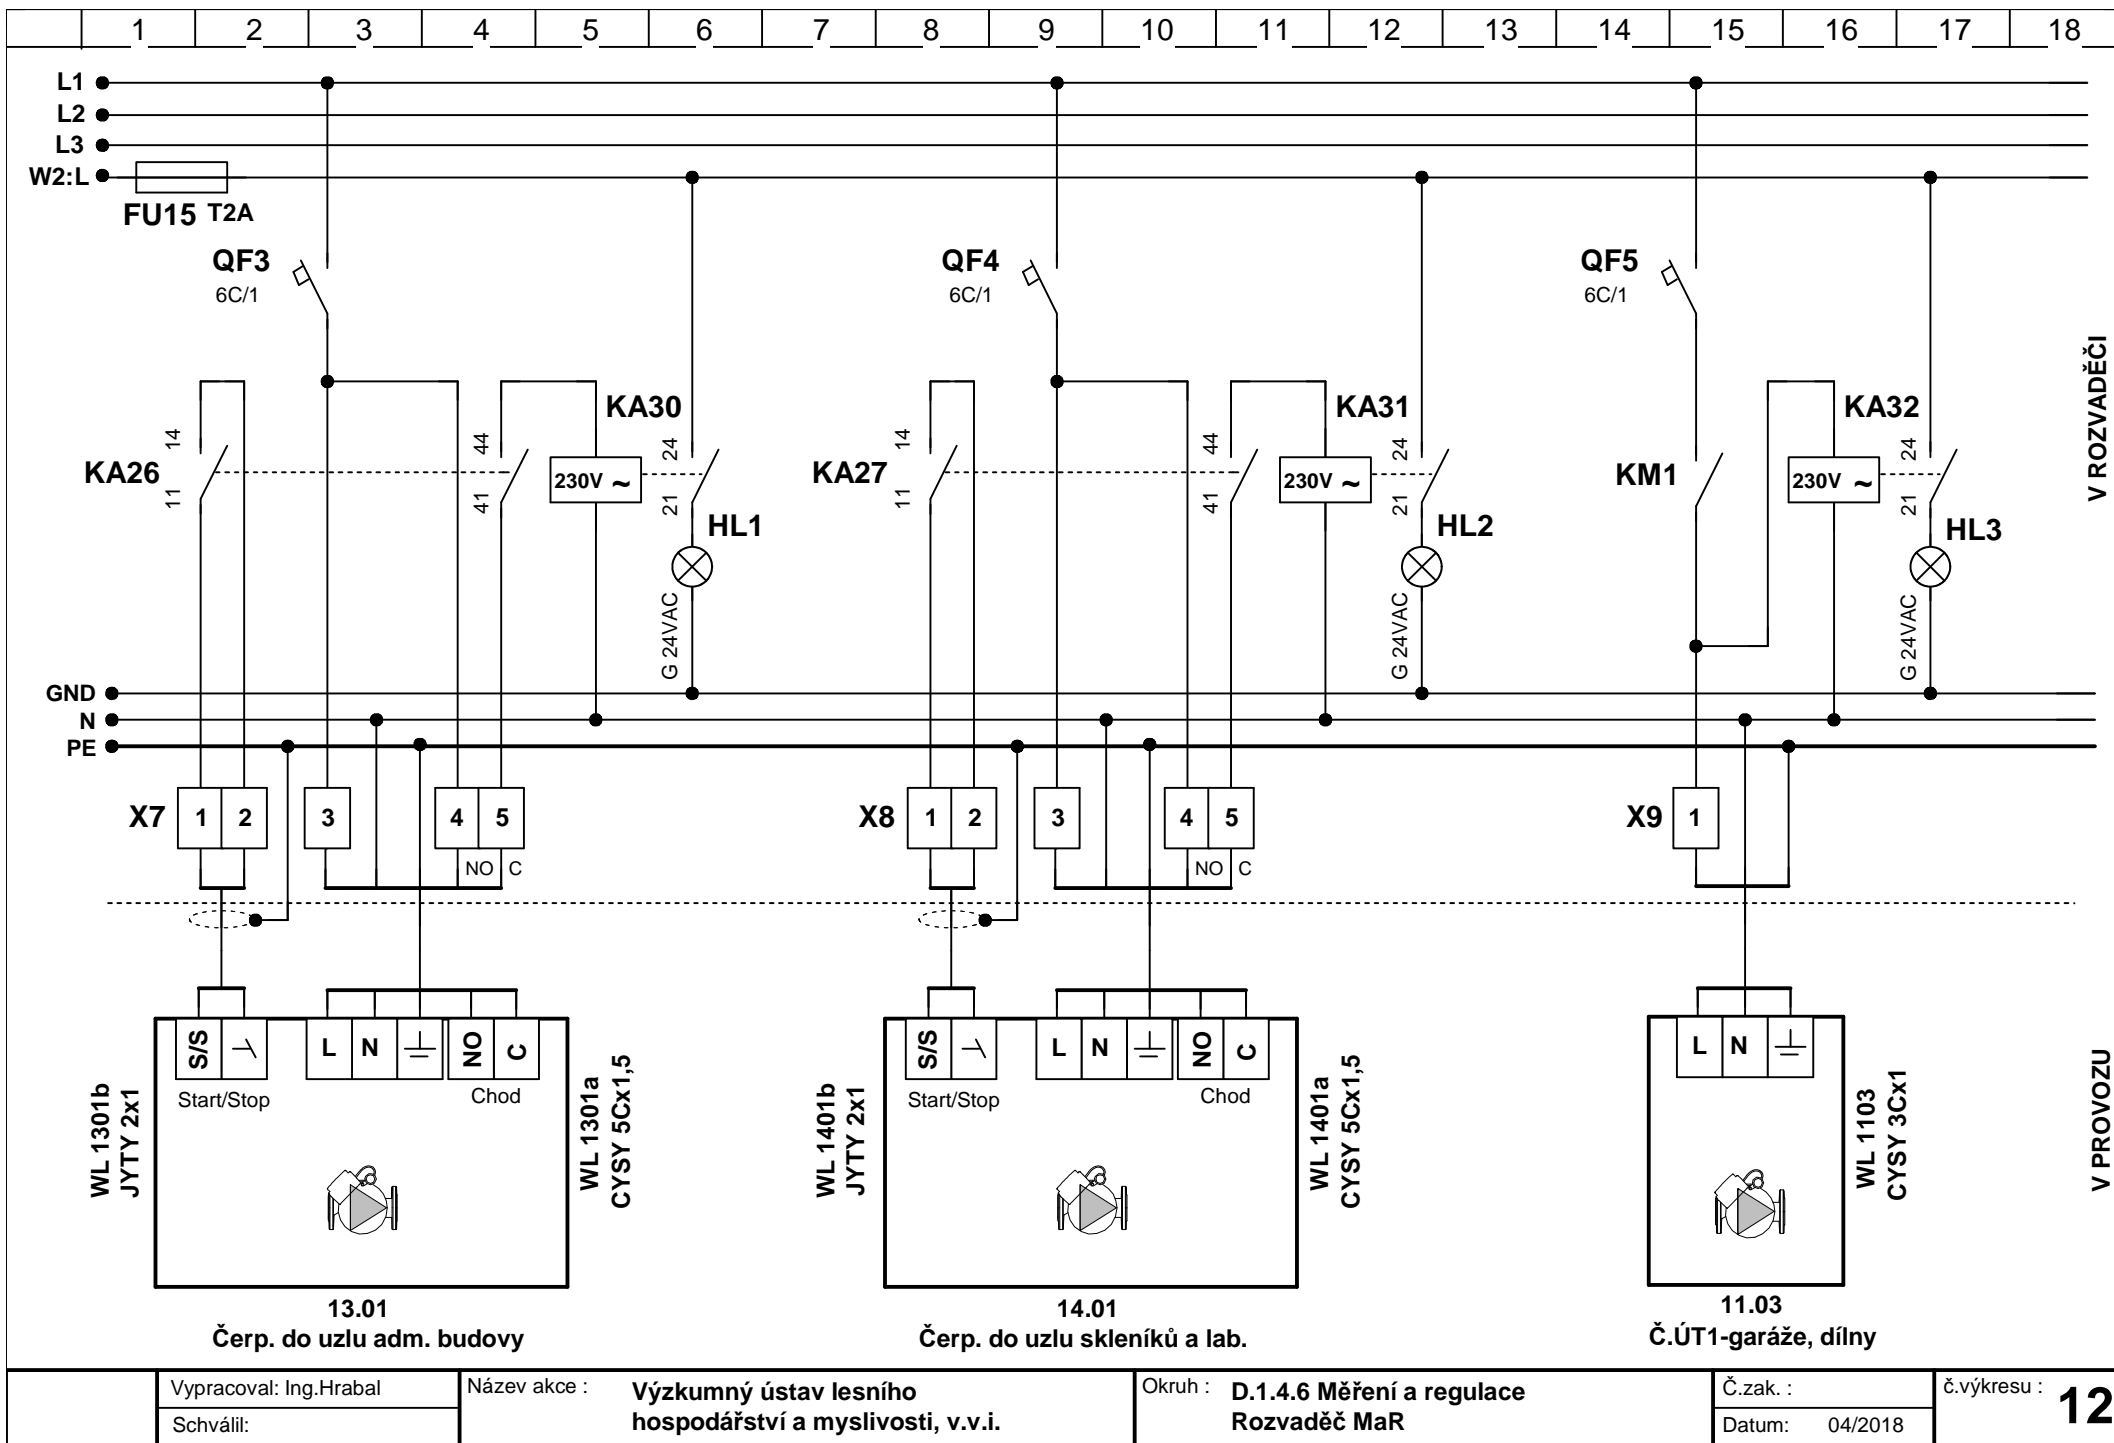 1 2 3 4 5 6 7 8 9 10 11 12 13 14 15 16 17 18
L1
L2
L3
W2:L
FU15 T2A
QF3
6C/1
QF4
6C/1
QF5
6C/1
V ROZVADĚČI
KA26
14
11
44
41
KA30
230V ~
24
21
HL1
G 24VAC
KA27
14
11
44
41
KA31
230V ~
24
21
HL2
G 24VAC
KM1
KA32
230V ~
24
21
HL3
G 24VAC
GND
N
PE
X7 1 2 3 4 5
NO C
X8 1 2 3 4 5
NO C
X9 1
S/S L N NO C
Start/Stop Chod
WL 1301b
JYTY 2x1
WL 1301a
CYSY 5Cx1,5
13.01
Čerp. do uzlu adm. budovy
S/S L N NO C
Start/Stop Chod
WL 1401b
JYTY 2x1
WL 1401a
CYSY 5Cx1,5
14.01
Čerp. do uzlu skleníků a lab.
L N
WL 1103
CYSY 3Cx1
11.03
Č.ÚT1-garáže, dílny
V PROVOZU
Vypracoval: Ing.Hrabal
Schválil:
Název akce : Výzkumný ústav lesního
hospodářství a myslivosti, v.v.i.
Okruh : D.1.4.6 Měření a regulace
Rozvaděč MaR
Č.zak. :
Datum: 04/2018
č.výkresu : 12